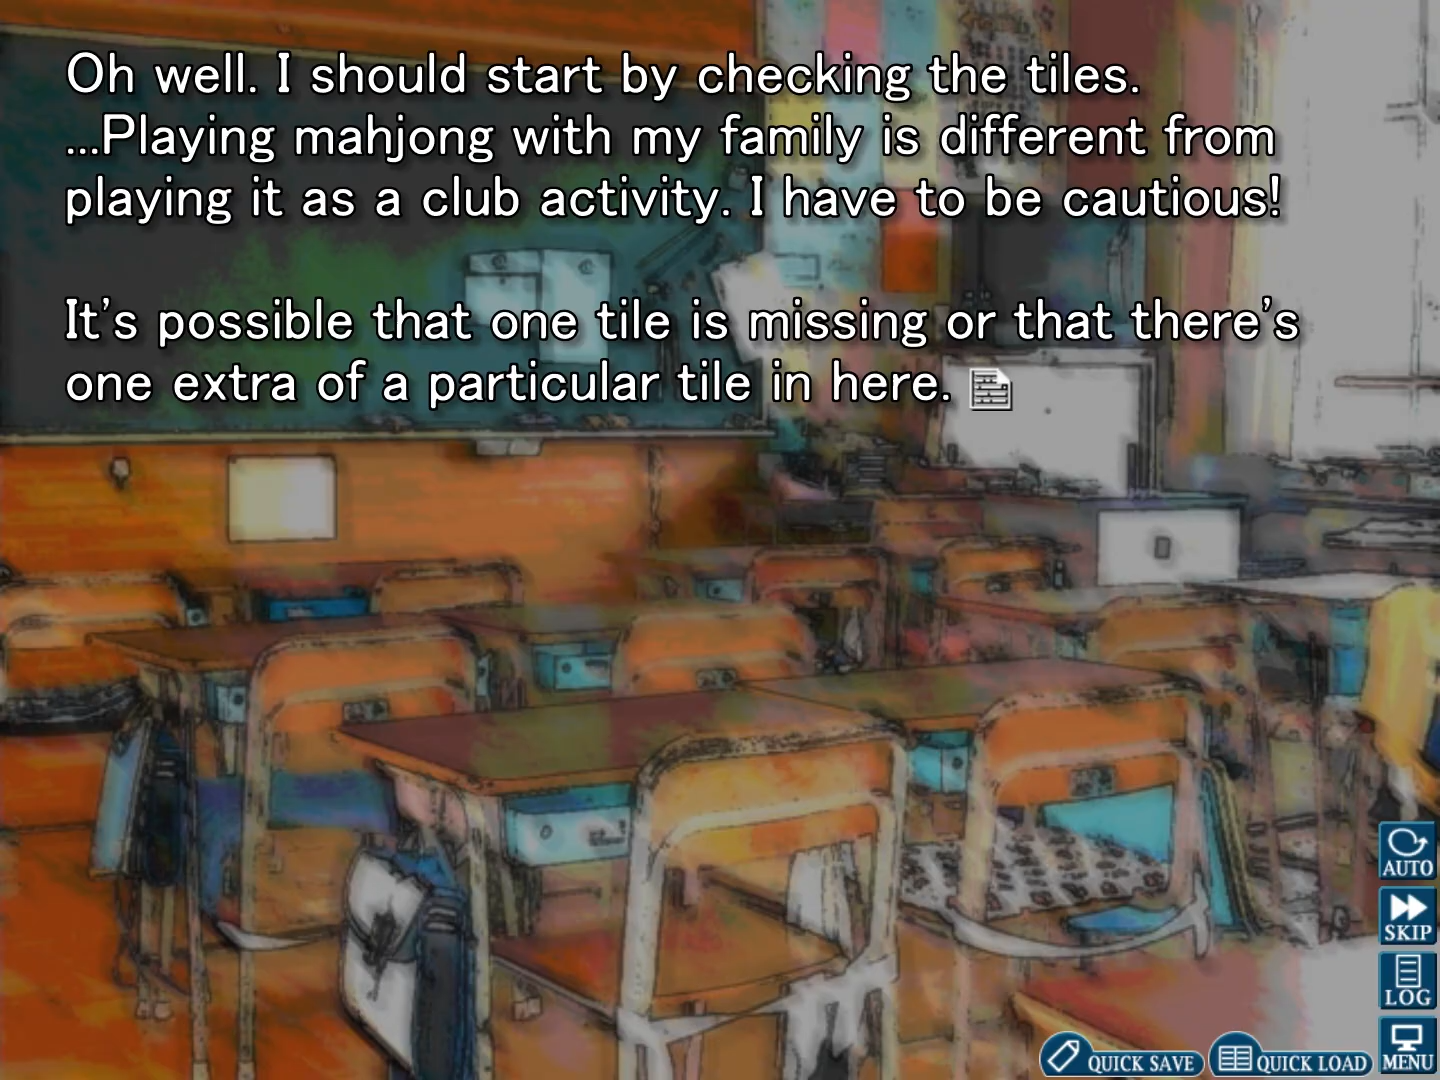 Oh well. I should start by checking the tiles.
...Playing mahjong with my family is different from
playing it as a club activity. I have to be cautious!
It's possible that one tile is missing or that there's
one extra of a particular tile in here.
AUTO
SKIP
LOG
MENU
QUICK SAVE
QUICK LOAD